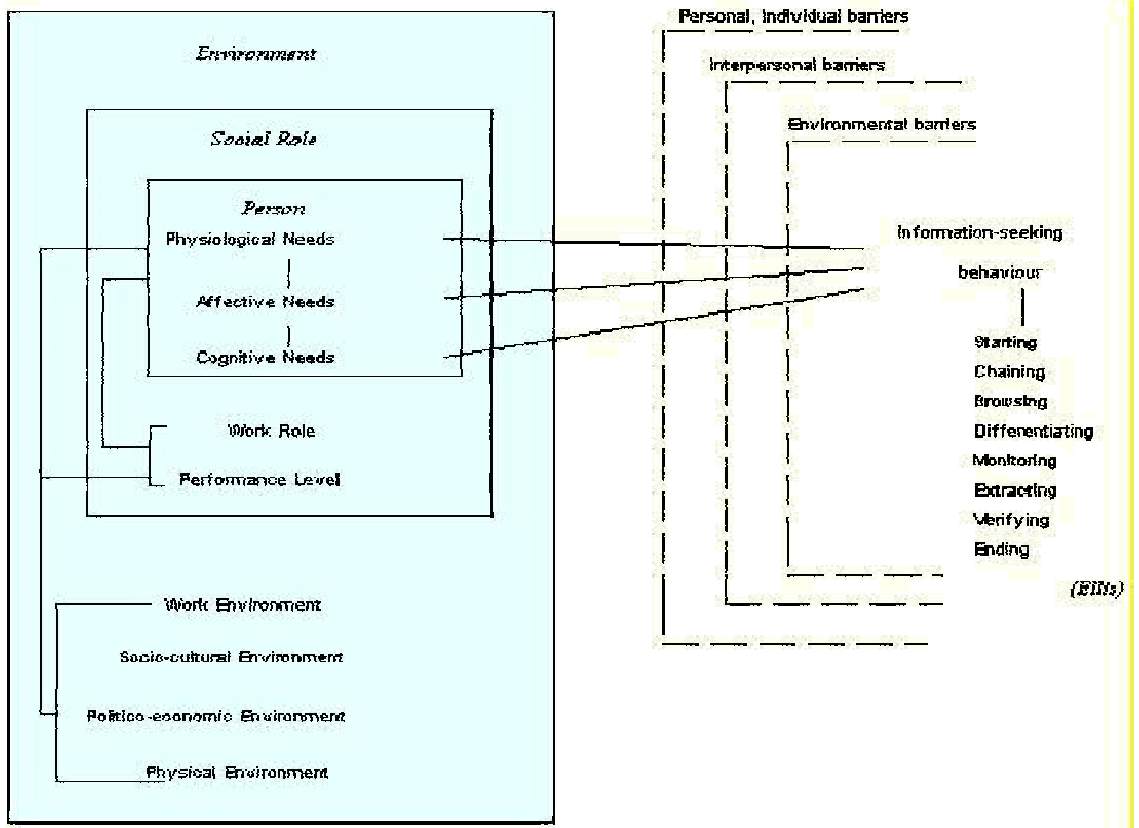 Environment
Social Role
Person
Physiological Needs
Affective Needs
Cognitive Needs
Work Role
Performance Level
Work Environment
Socio-cultural Environment
Politico-economic Environment
Physical Environment
Personal, Individual barriers
Interpersonal barriers
Environmental barriers
Information-seeking
behaviour
Starting
Chaining
Browsing
Differentiating
Monitoring
Extracting
Verifying
Ending
(Ellis)